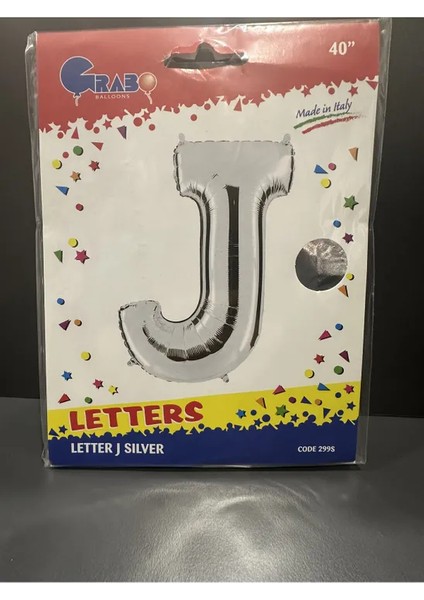 GRABO
BALLOONS
40”
Made in Italy
J
LETTERS
LETTER J SILVER
CODE 299S